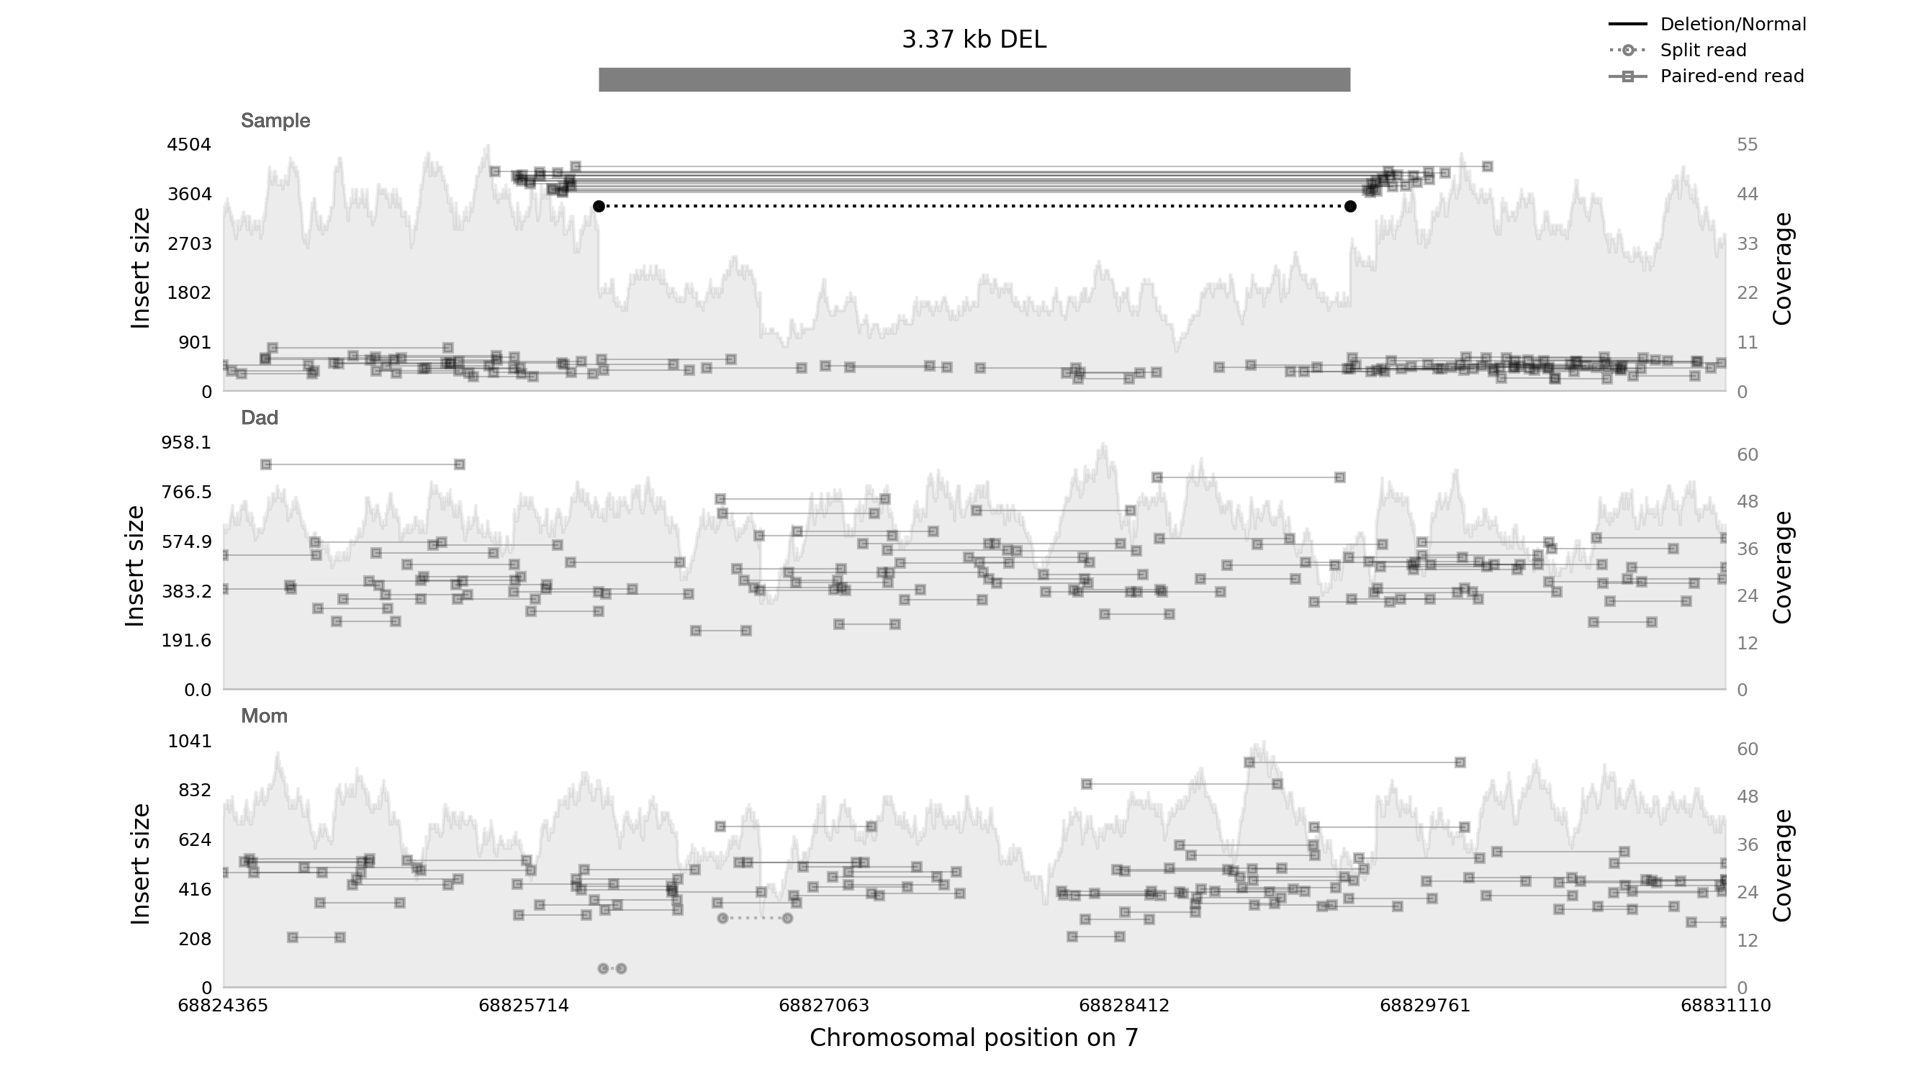 3.37 kb DEL
Deletion/Normal
Split read
Paired-end read
Sample
4504
3604
2703
1802
901
0
Insert size
55
44
33
22
11
0
Coverage
Dad
958.1
766.5
574.9
383.2
191.6
0.0
Insert size
60
48
36
24
12
0
Coverage
Mom
1041
832
624
416
208
0
Insert size
60
48
36
24
12
0
Coverage
68824365 68825714 68827063 68828412 68829761 68831110
Chromosomal position on 7